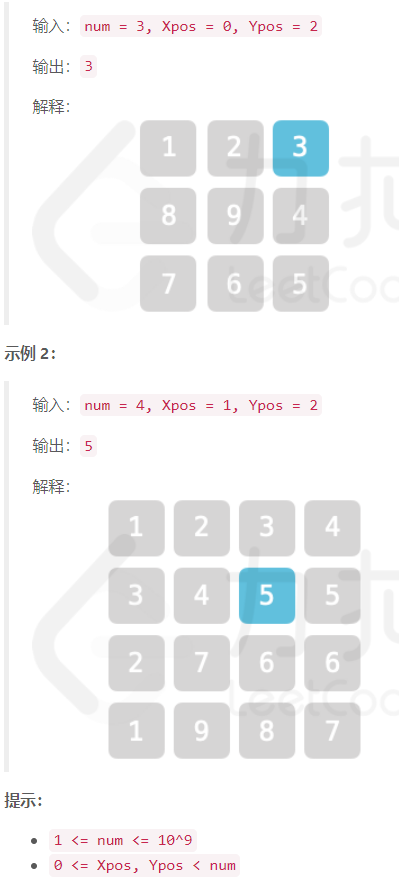 输入：num = 3, Xpos = 0, Ypos = 2
输出：3
解释：
1 2 3
8 9 4
7 6 5
力扣
LeetCode
示例 2：
输入：num = 4, Xpos = 1, Ypos = 2
输出：5
解释：
1 2 3 4
3 4 5 5
2 7 6 6
1 9 8 7
提示：
1 <= num <= 10^9
0 <= Xpos, Ypos < num